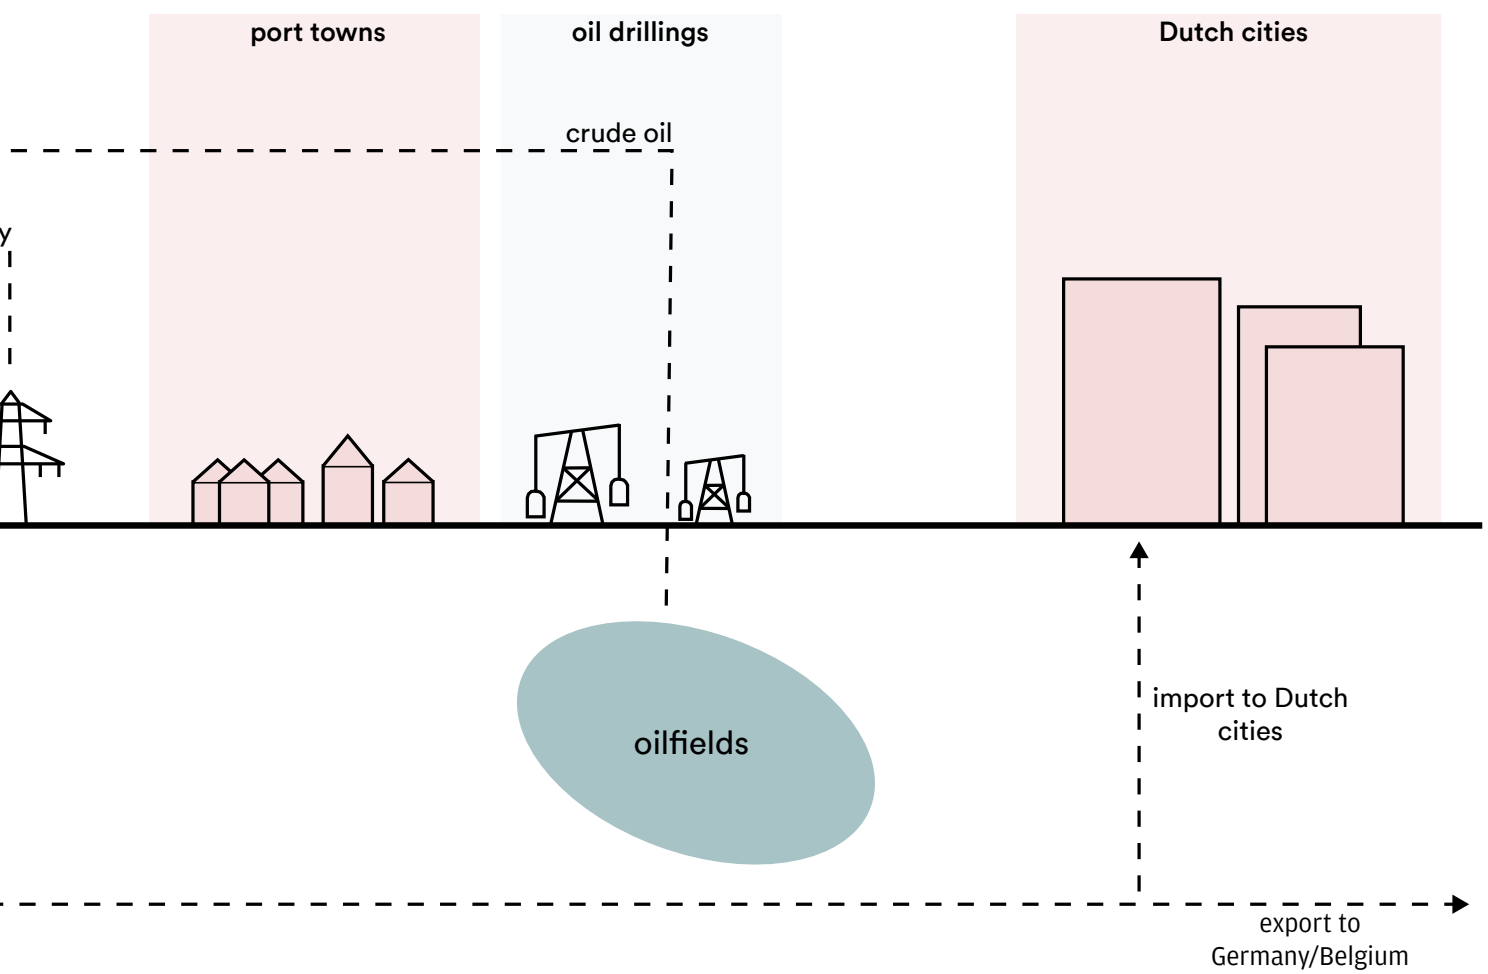 port towns
oil drillings
Dutch cities
crude oil
y
oilfields
import to Dutch
cities
export to
Germany/Belgium